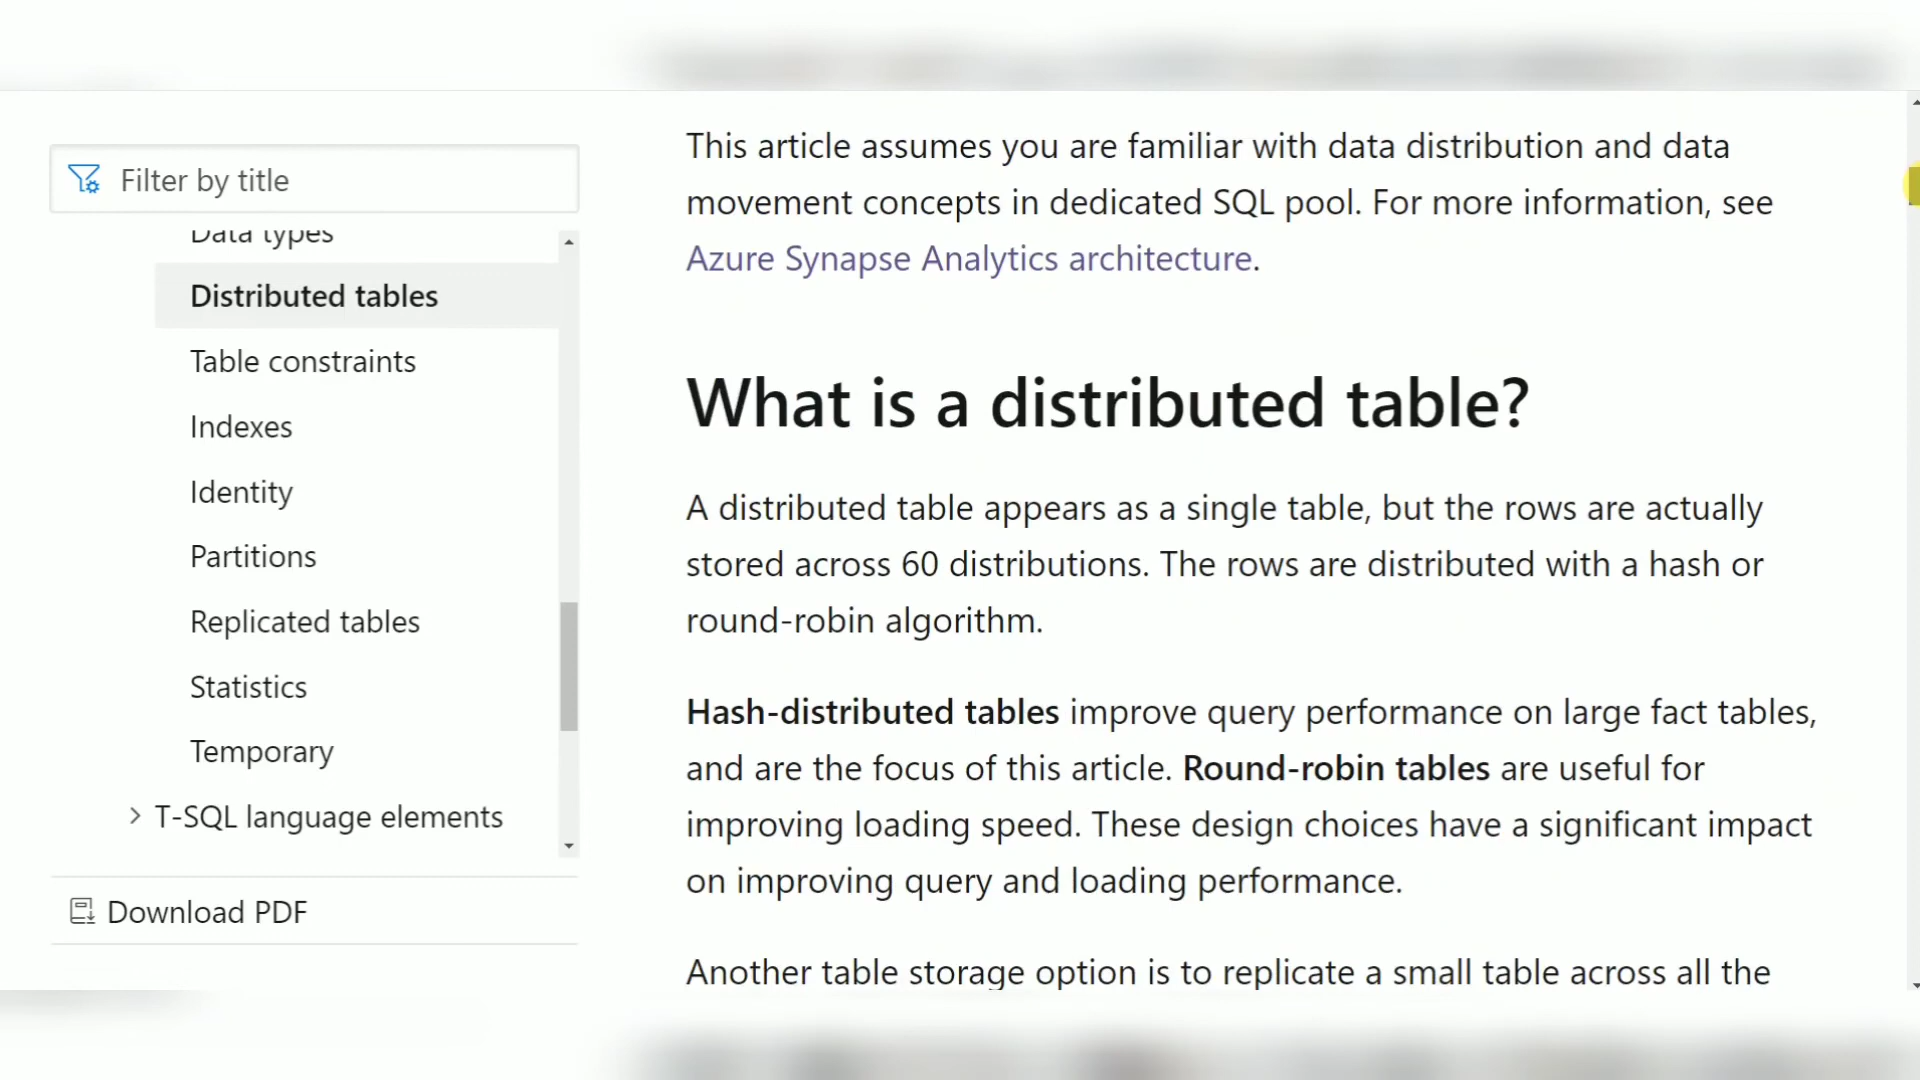 Filter by title
Data types
Distributed tables
Table constraints
Indexes
Identity
Partitions
Replicated tables
Statistics
Temporary
T-SQL language elements
Download PDF
This article assumes you are familiar with data distribution and data
movement concepts in dedicated SQL pool. For more information, see
Azure Synapse Analytics architecture.
What is a distributed table?
A distributed table appears as a single table, but the rows are actually
stored across 60 distributions. The rows are distributed with a hash or
round-robin algorithm.
Hash-distributed tables improve query performance on large fact tables,
and are the focus of this article. Round-robin tables are useful for
improving loading speed. These design choices have a significant impact
on improving query and loading performance.
Another table storage option is to replicate a small table across all the